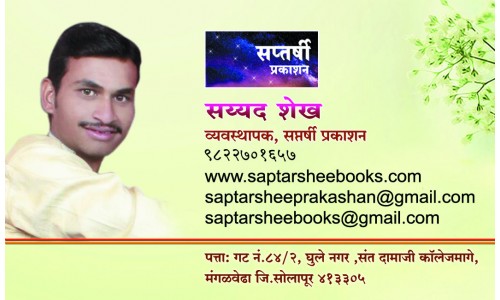 सप्तर्षी
प्रकाशन
सय्यद शेख
व्यवस्थापक, सप्तर्षी प्रकाशन
९८२२७०१६५७
www.saptarsheebooks.com
saptarsheeprakashan@gmail.com
saptarsheebooks@gmail.com
पत्ता: गट नं.८४/२, घुले नगर ,संत दामाजी कॉलेजमागे,
मंगळवेढा जि.सोलापूर ४१३३०५